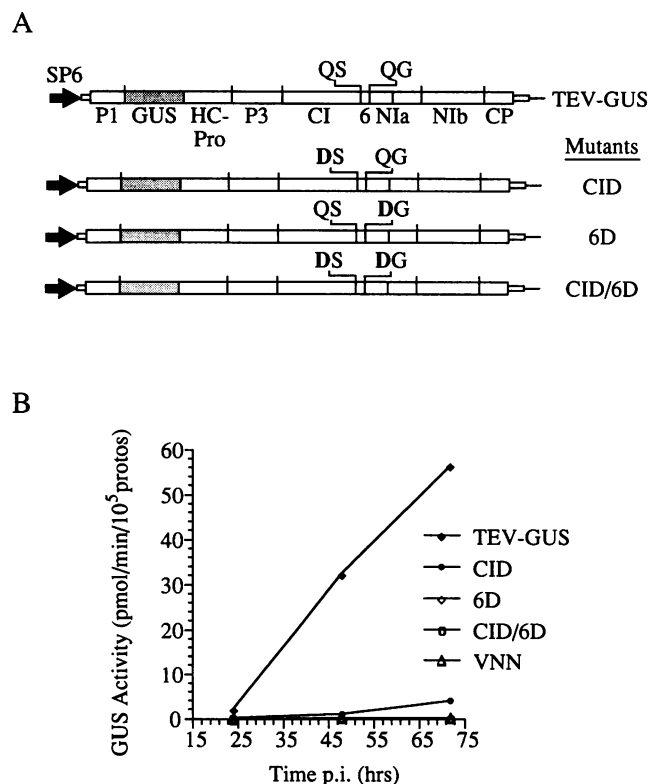 A
SP6
QS QG
TEV-GUS
P1 GUS HC-Pro P3 CI 6 NIa NIb CP
Mutants
DS QG
CID
QS DG
6D
DS DG
CID/6D
B
GUS Activity (pmol/min/10^5 protos)
60
50
40
30
20
10
0
15 25 35 45 55 65 75
Time p.i. (hrs)
TEV-GUS
CID
6D
CID/6D
VNN